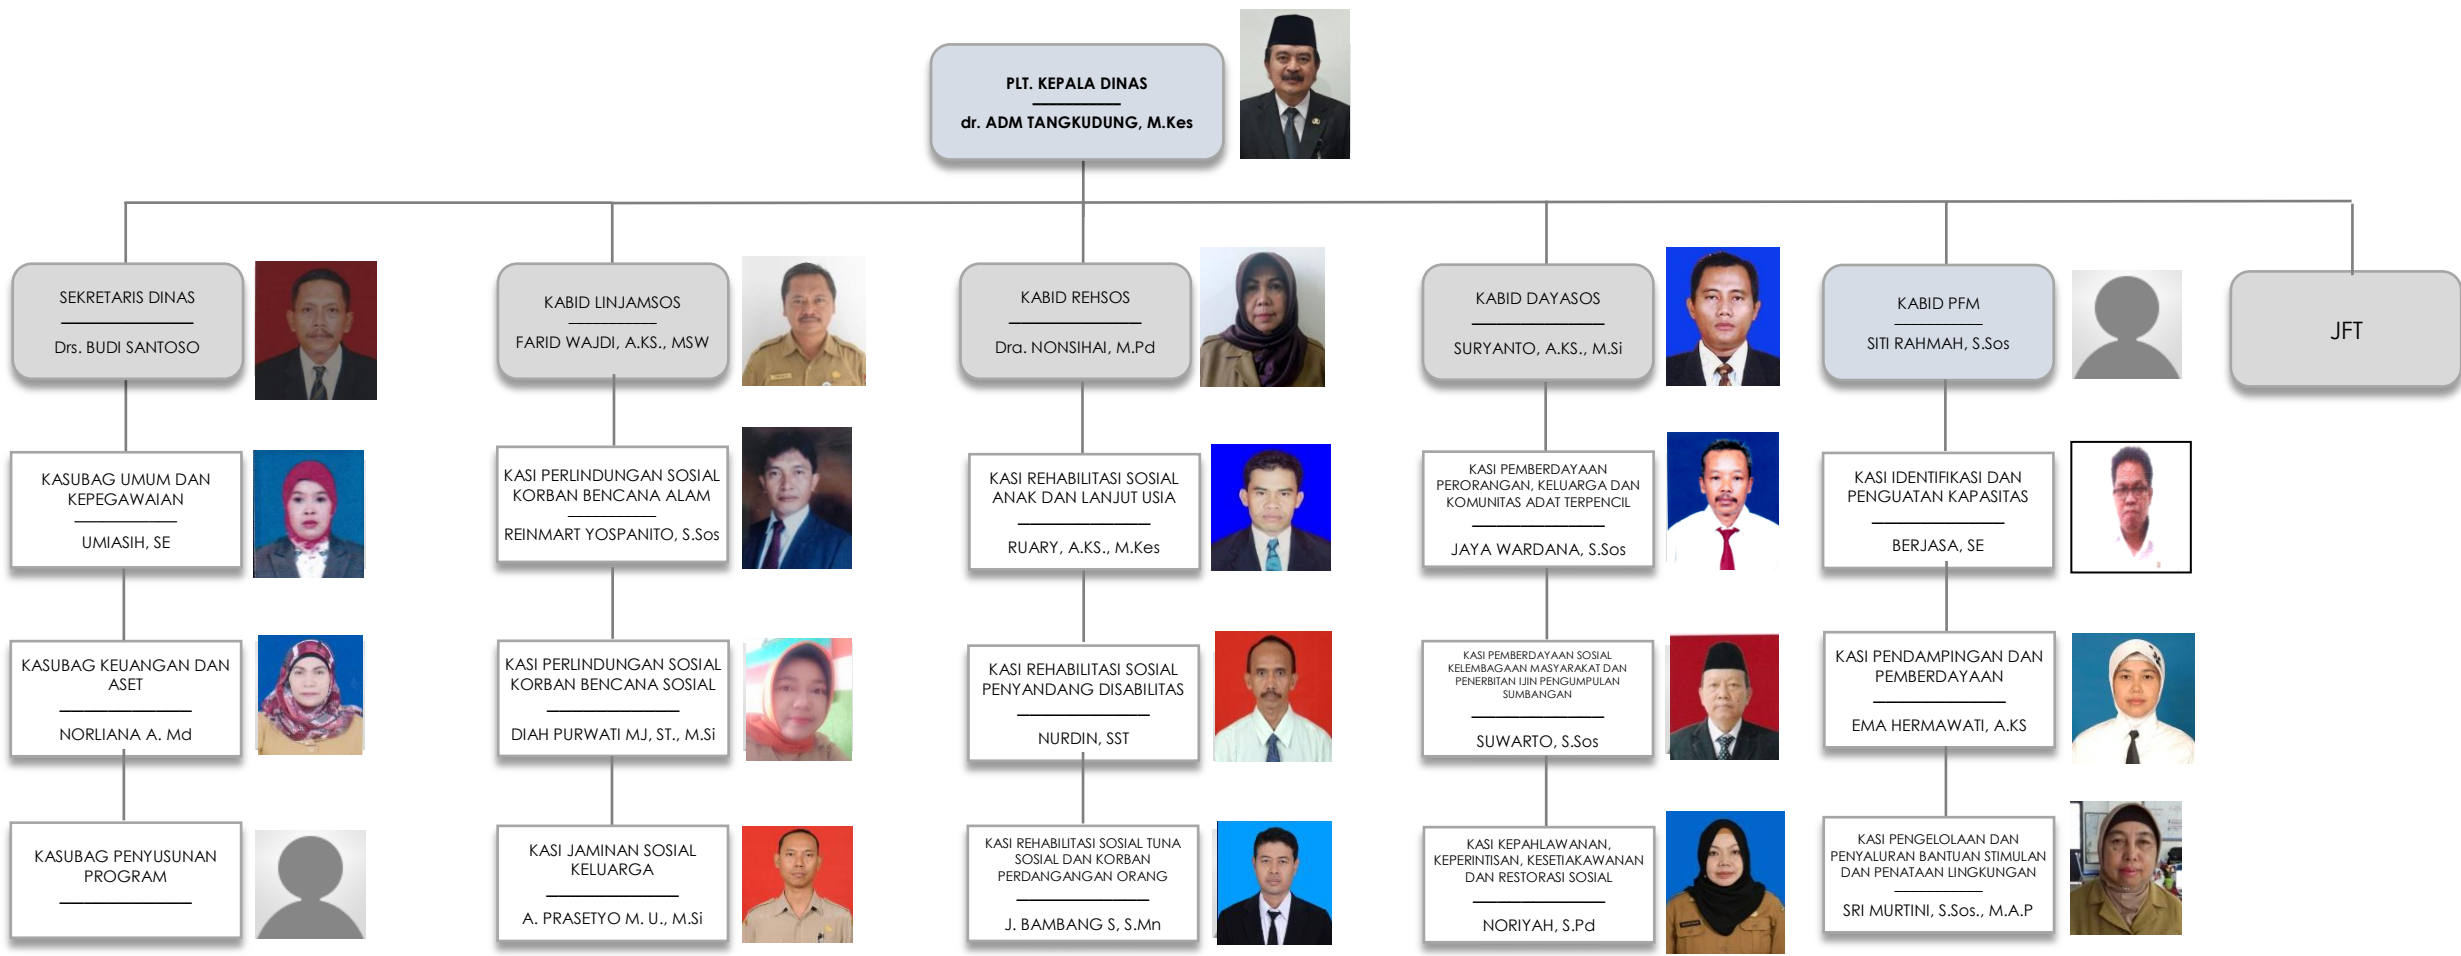 PLT. KEPALA DINAS
dr. ADM TANGKUDUNG, M.Kes
SEKRETARIS DINAS
Drs. BUDI SANTOSO
KABID LINJAMSOS
FARID WAJDI, A.KS., MSW
KABID REHSOS
Dra. NONSIHAI, M.Pd
KABID DAYASOS
SURYANTO, A.KS., M.Si
KABID PFM
SITI RAHMAH, S.Sos
JFT
KASUBAG UMUM DAN
KEPEGAWAIAN
UMIASIH, SE
KASI PERLINDUNGAN SOSIAL
KORBAN BENCANA ALAM
REINMART YOSPANITO, S.Sos
KASI REHABILITASI SOSIAL
ANAK DAN LANJUT USIA
RUARY, A.KS., M.Kes
KASI PEMBERDAYAAN
PERORANGAN, KELUARGA DAN
KOMUNITAS ADAT TERPENCIL
JAYA WARDANA, S.Sos
KASI IDENTIFIKASI DAN
PENGUATAN KAPASITAS
BERJASA, SE
KASUBAG KEUANGAN DAN
ASET
NORLIANA A. Md
KASI PERLINDUNGAN SOSIAL
KORBAN BENCANA SOSIAL
DIAH PURWATI MJ, ST., M.Si
KASI REHABILITASI SOSIAL
PENYANDANG DISABILITAS
NURDIN, SST
KASI PEMBERDAYAAN SOSIAL
KELEMBAGAAN MASYARAKAT DAN
PENERBITAN IJIN PENGUMPULAN
SUMBANGAN
SUWARTO, S.Sos
KASI PENDAMPINGAN DAN
PEMBERDAYAAN
EMA HERMAWATI, A.KS
KASUBAG PENYUSUNAN
PROGRAM
KASI JAMINAN SOSIAL
KELUARGA
A. PRASETYO M. U., M.Si
KASI REHABILITASI SOSIAL TUNA
SOSIAL DAN KORBAN
PERDANGANGAN ORANG
J. BAMBANG S, S.Mn
KASI KEPAHLAWANAN,
KEPERINTISAN, KESETIAKAWANAN
DAN RESTORASI SOSIAL
NORIYAH, S.Pd
KASI PENGELOLAAN DAN
PENYALURAN BANTUAN STIMULAN
DAN PENATAAN LINGKUNGAN
SRI MURTINI, S.Sos., M.A.P